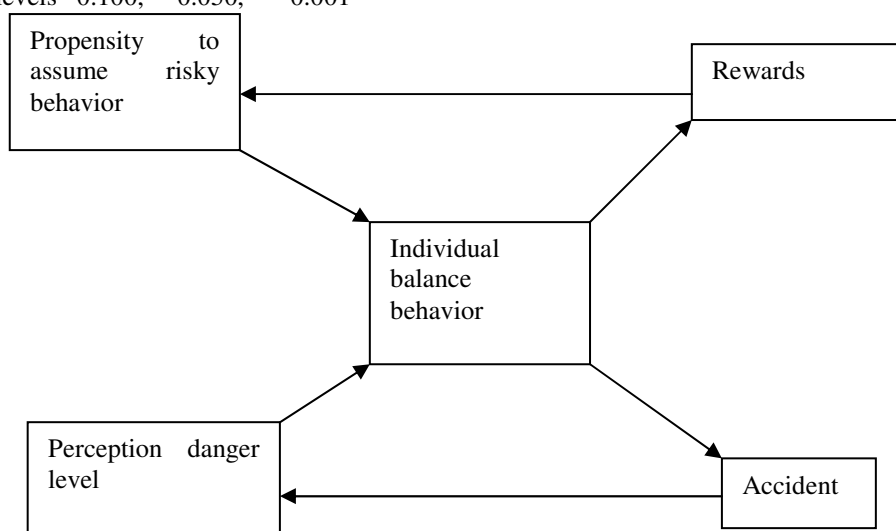 levels 0.100, 0.050, 0.001
Propensity to
assume risky
behavior
Rewards
Individual
balance
behavior
Perception danger
level
Accident